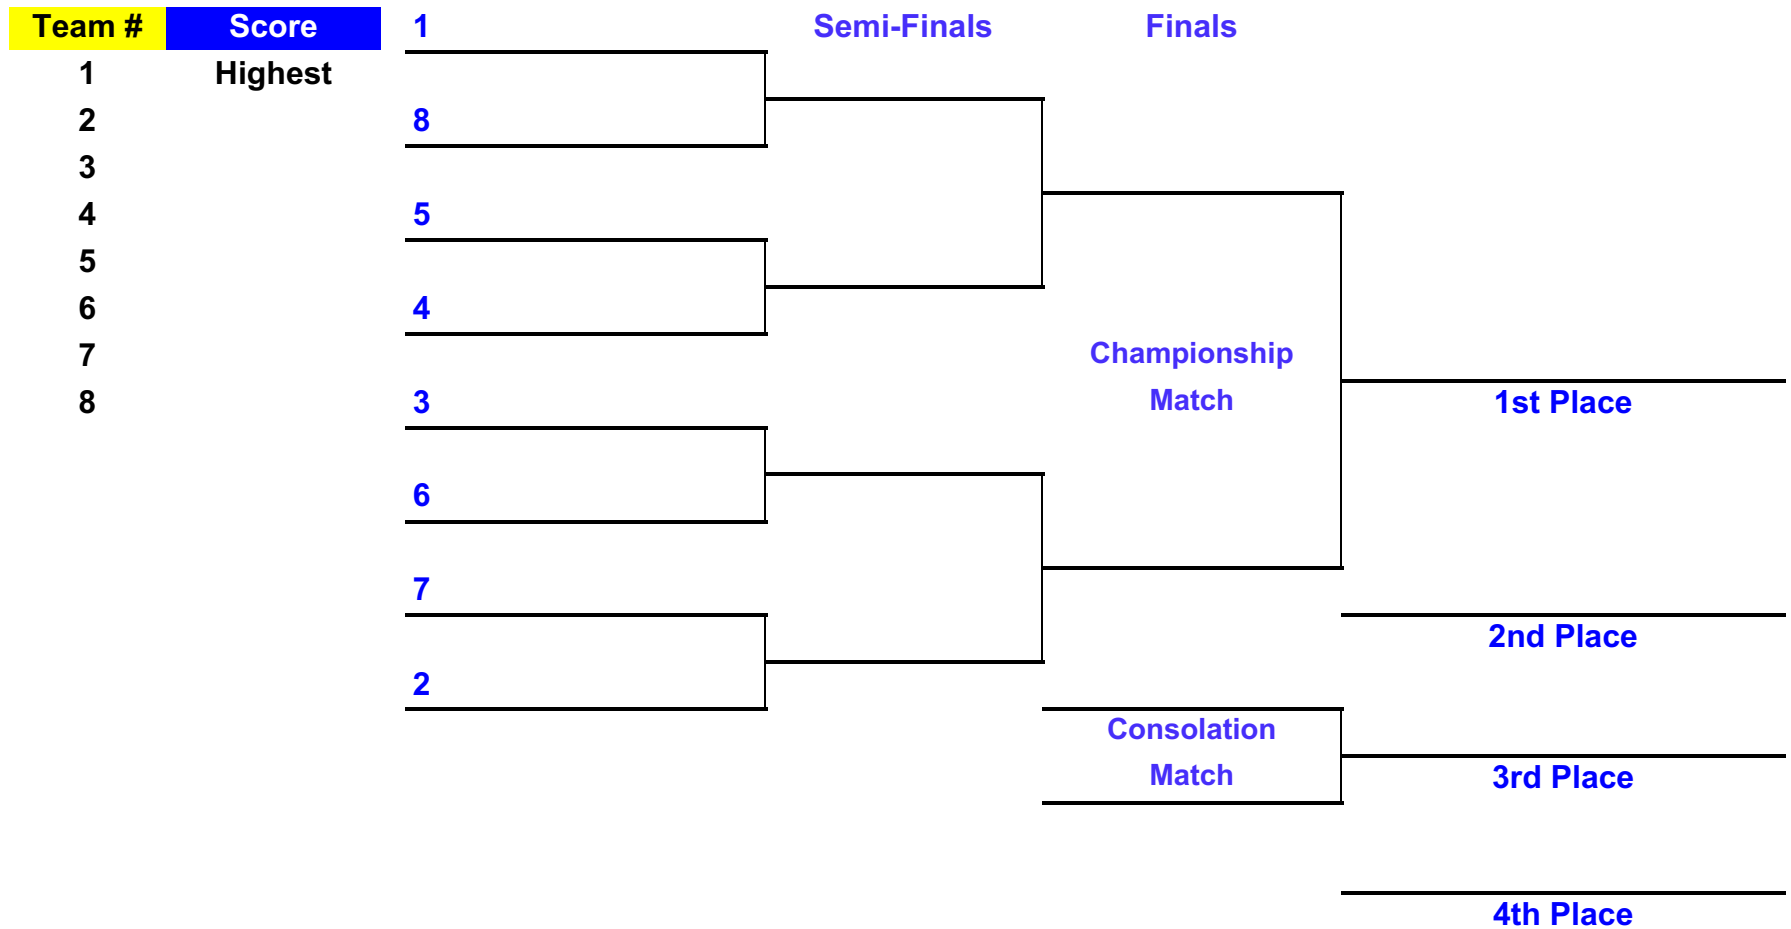 Team # Score 1 Semi-Finals Finals
1 Highest
2 8
3
4 5
5
6 4
7 Championship
8 3 Match 1st Place
6
7
2nd Place
2
Consolation
Match 3rd Place
4th Place